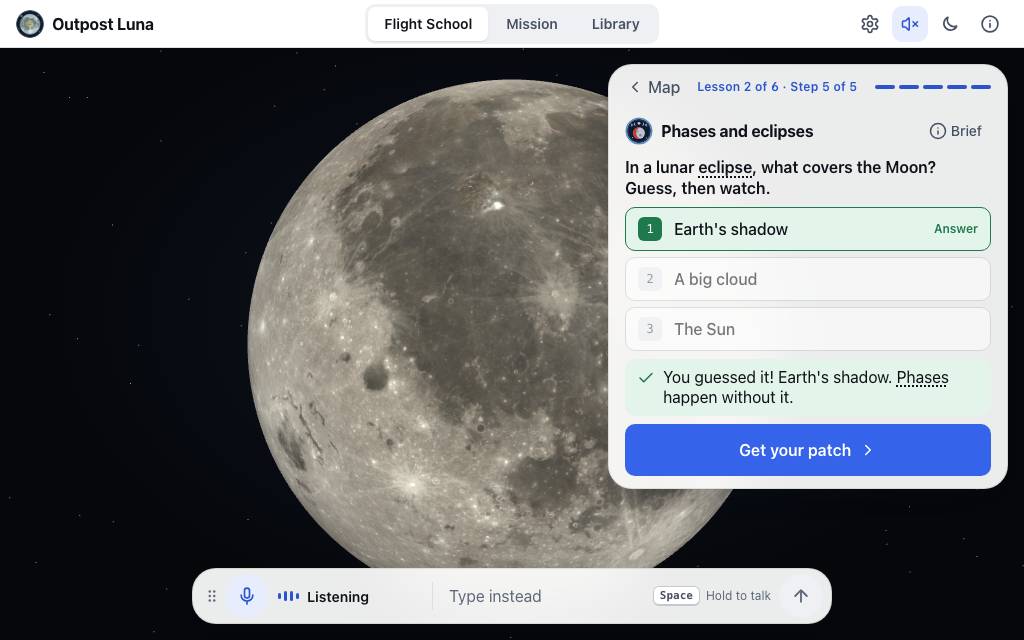 Outpost Luna
Flight School
Mission
Library
Map
Lesson 2 of 6 · Step 5 of 5
Phases and eclipses
Brief
In a lunar eclipse, what covers the Moon?
Guess, then watch.
1 Earth's shadow Answer
2 A big cloud
3 The Sun
You guessed it! Earth's shadow. Phases
happen without it.
Get your patch
Listening
Type instead
Space Hold to talk